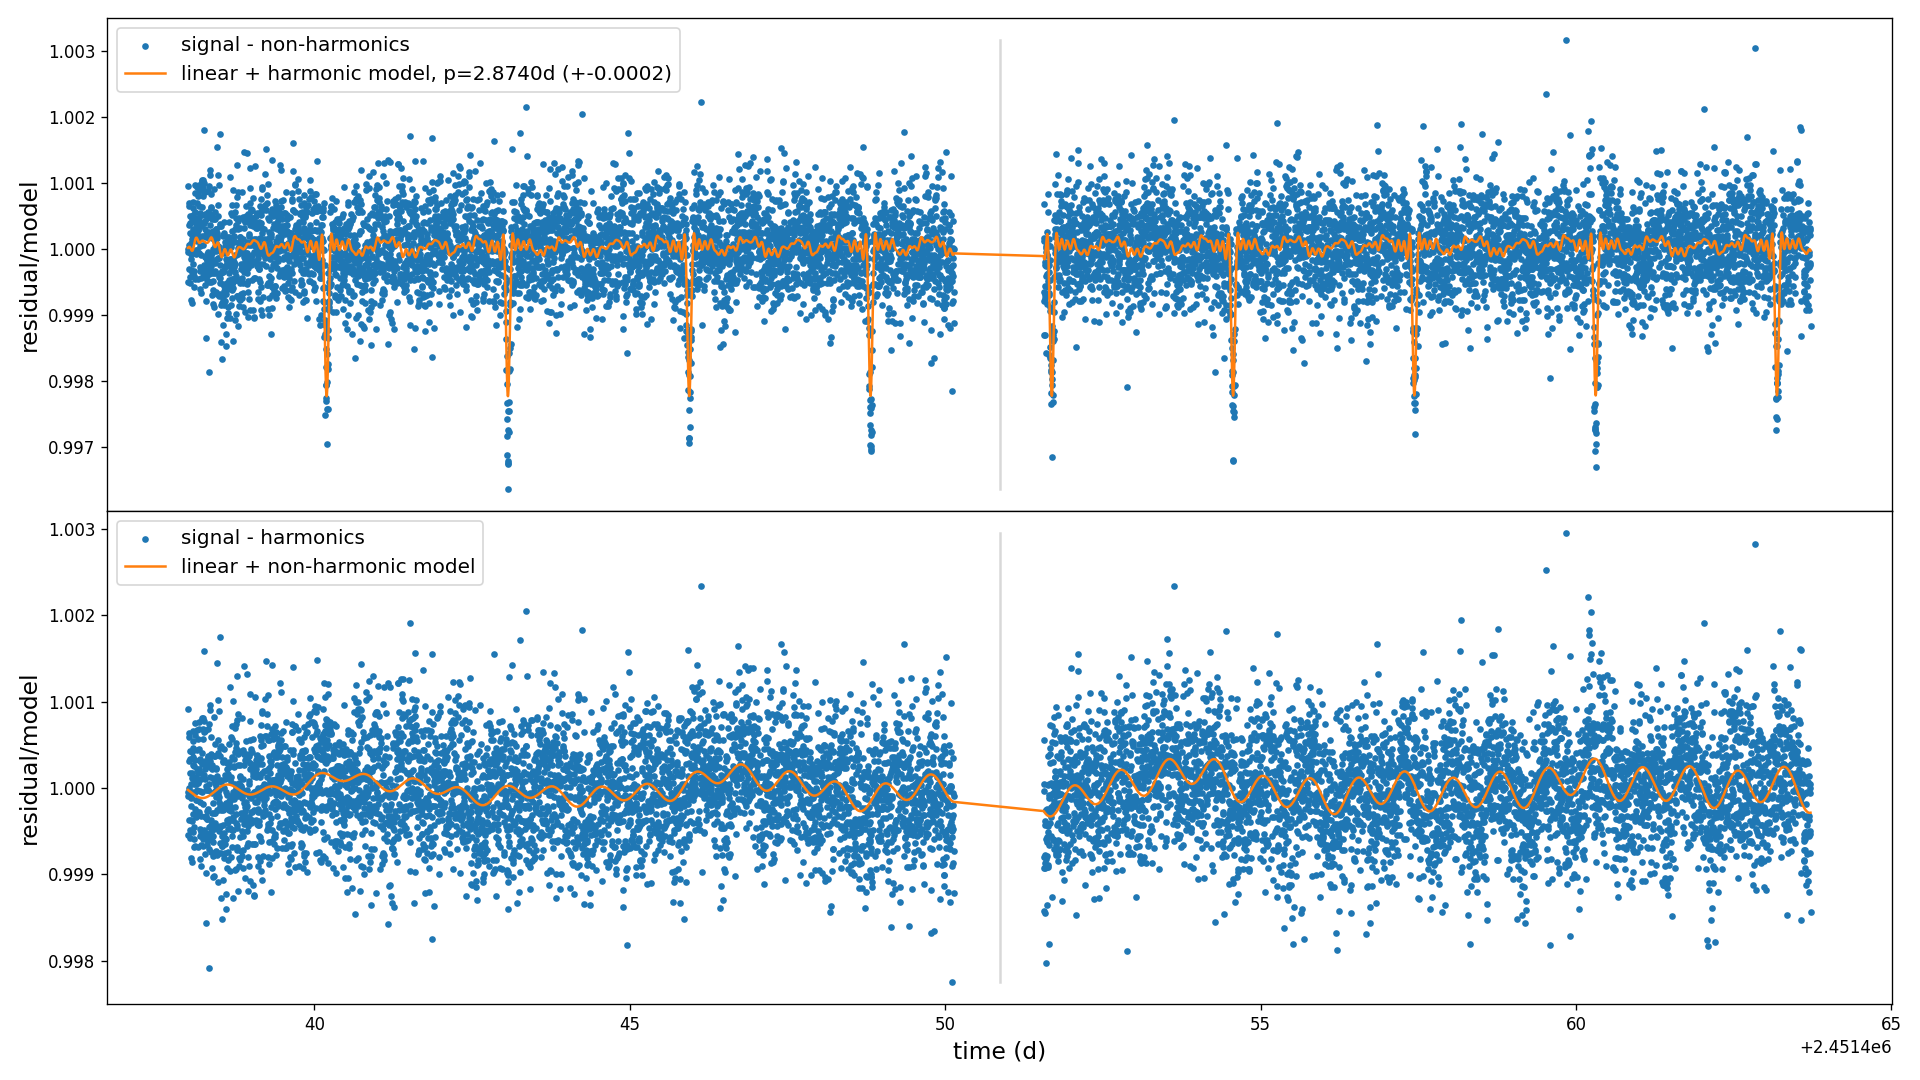 signal - non-harmonics
linear + harmonic model, p=2.8740d (+-0.0002)
1.003
1.002
1.001
1.000
0.999
0.998
0.997
residual/model
signal - harmonics
linear + non-harmonic model
1.003
1.002
1.001
1.000
0.999
0.998
residual/model
40
45
50
55
60
65
time (d)
+2.4514e6